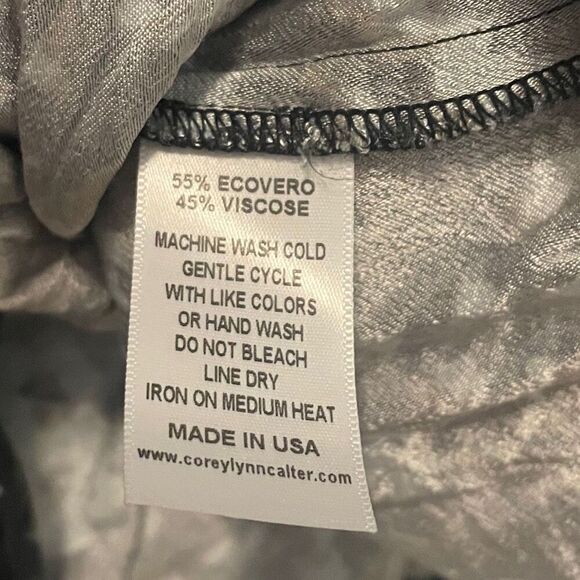 55% ECOVERO
45% VISCOSE
MACHINE WASH COLD
GENTLE CYCLE
WITH LIKE COLORS
OR HAND WASH
DO NOT BLEACH
LINE DRY
IRON ON MEDIUM HEAT
MADE IN USA
www.coreylynncalter.com